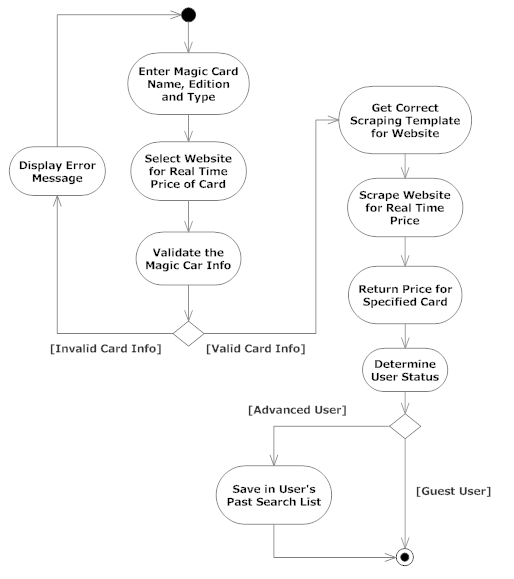 Enter Magic Card
Name, Edition
and Type
Select Website
for Real Time
Price of Card
Validate the
Magic Car Info
Display Error
Message
[Invalid Card Info]
[Valid Card Info]
Get Correct
Scraping Template
for Website
Scrape Website
for Real Time
Price
Return Price for
Specified Card
Determine
User Status
[Advanced User]
[Guest User]
Save in User's
Past Search List